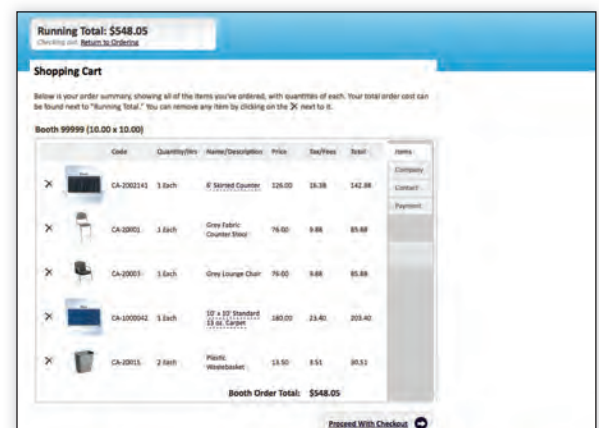 Running Total: $548.05
Checking out. Return to Ordering
Shopping Cart
Below is your order summary, showing all of the items you've ordered, with quantities of each. Your total order cost can
be found next to "Running Total." You can remove any item by clicking on the X next to it.
Booth 99999 (10.00 x 10.00)
Code Quantity/Hrs Name/Description Price Tax/Fees Total Items
Company
X CA-2002141 1 Each 6' Skirted Counter 126.00 16.38 142.38 Contact
Payment
X CA-20001 1 Each Grey Fabric
Counter Stool 76.00 9.88 85.88
X CA-20003 1 Each Grey Lounge Chair 76.00 9.88 85.88
X CA-1000042 1 Each 10' x 10' Standard
13 oz. Carpet 180.00 23.40 203.40
X CA-20015 2 Each Plastic
Wastebasket 13.50 3.51 30.51
Booth Order Total: $548.05
Proceed With Checkout